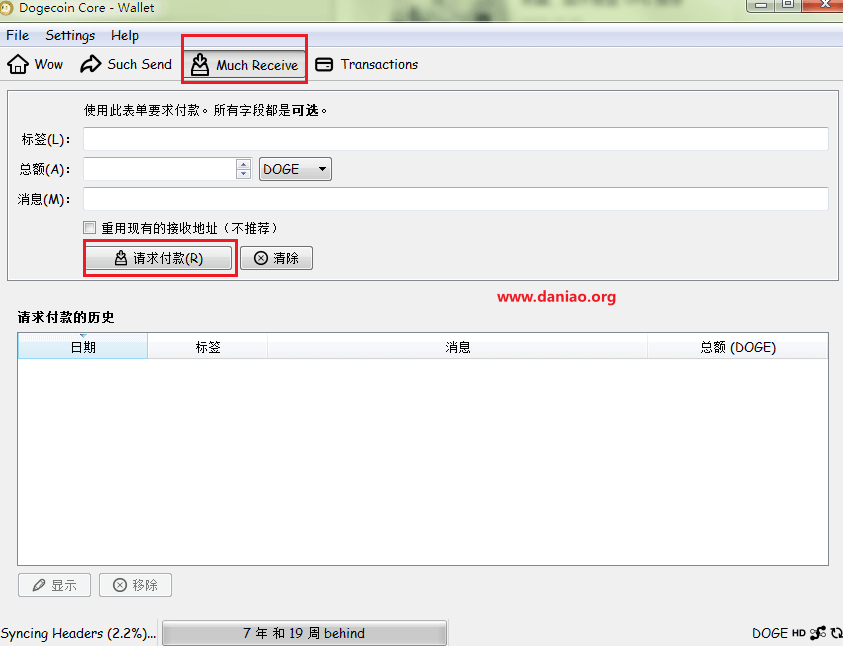 Dogecoin Core - Wallet
File Settings Help
Wow Such Send Much Receive Transactions
使用此表单要求付款。所有字段都是可选。
标签(L):
总额(A): DOGE
消息(M):
重用现有的接收地址（不推荐）
请求付款(R) 清除
www.daniao.org
请求付款的历史
日期 标签 消息 总额 (DOGE)
显示 移除
Syncing Headers (2.2%)... 7 年 和 19 周 behind DOGE HD